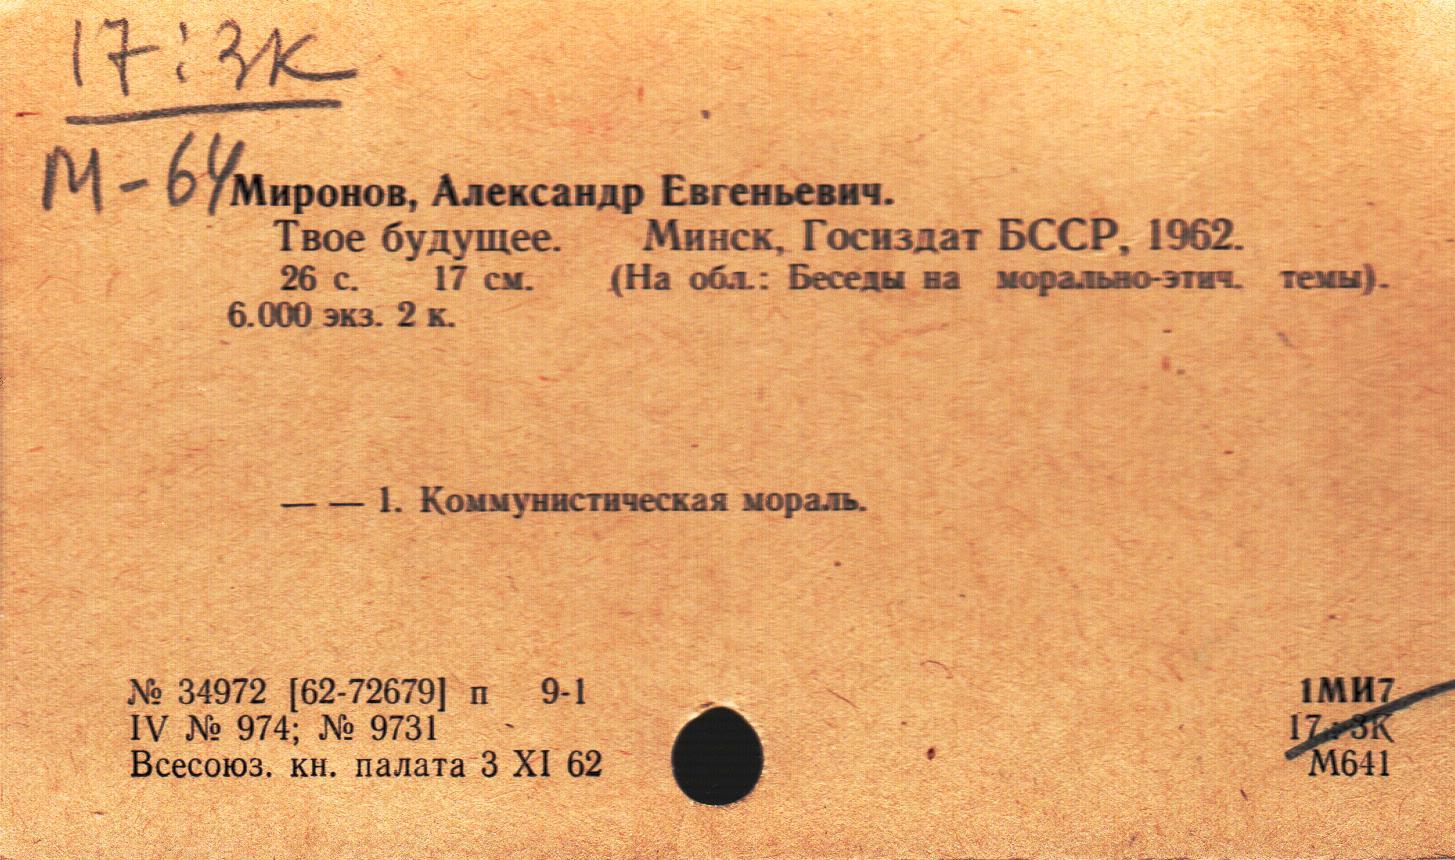 17:3К
М-64
Миронов, Александр Евгеньевич.
Твое будущее. Минск, Госиздат БССР, 1962.
26 с. 17 см. (На обл.: Беседы на морально-этич. темы).
6.000 экз. 2 к.
— — 1. Коммунистическая мораль.
№ 34972 [62-72679] п 9-1
IV № 974; № 9731
Всесоюз. кн. палата 3 XI 62
1МИ7
17:3К
М641